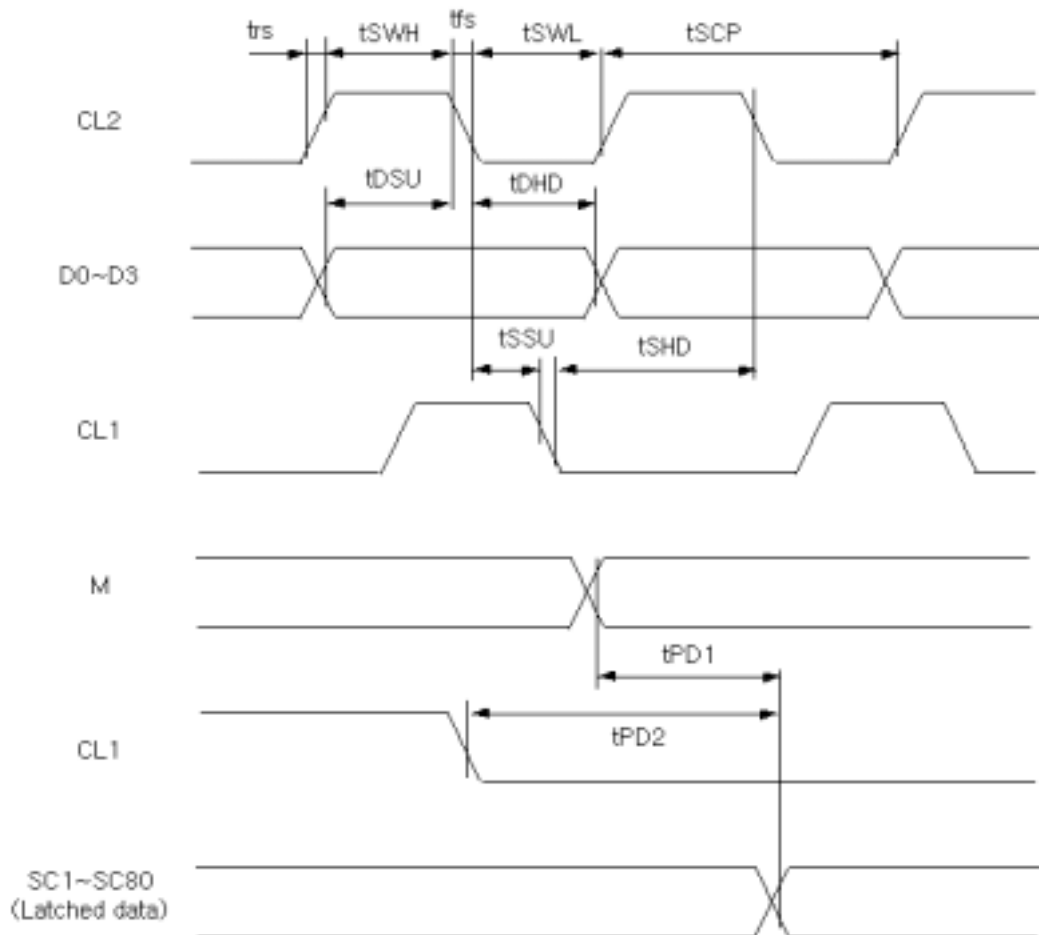 tfs
trs tSWH tSWL tSCP
CL2
tDSU tDHD
D0~D3
tSSU tSHD
CL1
M
tPD1
tPD2
CL1
SC1~SC80
(Latched data)